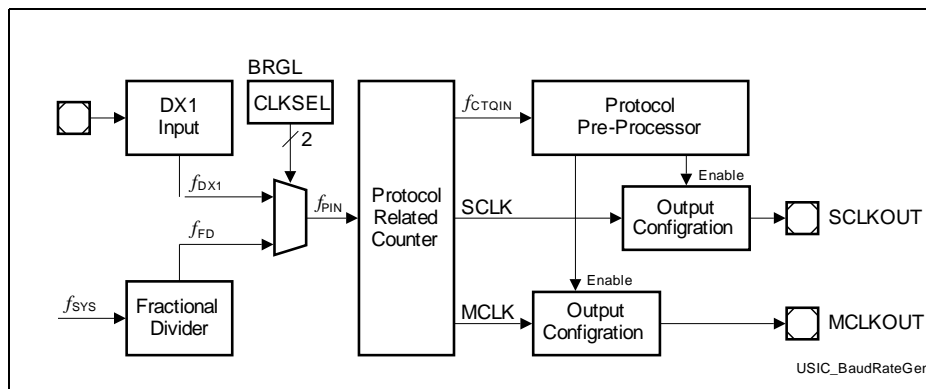 BRGL
CLKSEL
2
DX1
Input
fDX1
fFD
fSYS
Fractional
Divider
fPIN
Protocol
Related
Counter
fCTQIN
Protocol
Pre-Processor
Enable
SCLK
Output
Configration
SCLKOUT
Enable
MCLK
Output
Configration
MCLKOUT
USIC_BaudRateGen